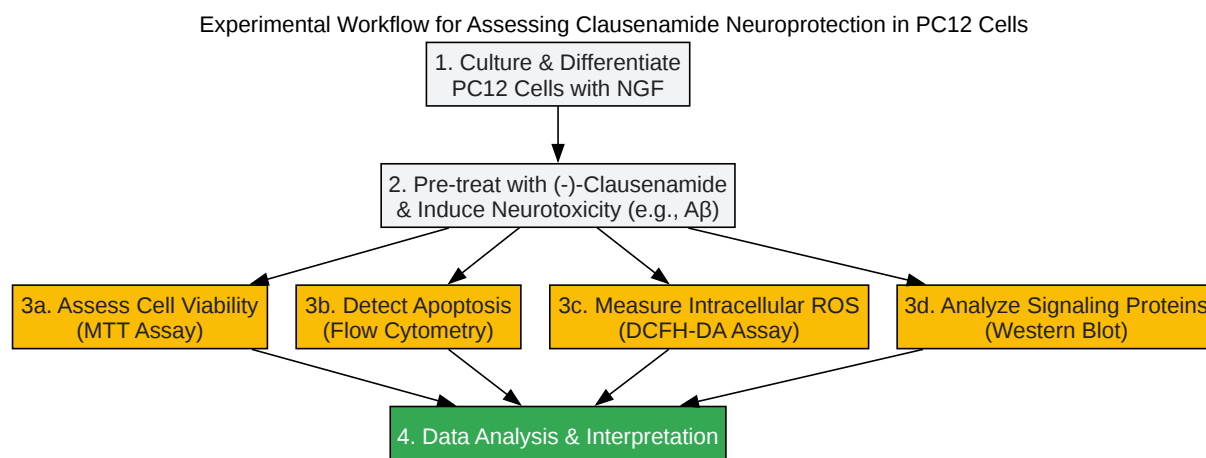 Experimental Workflow for Assessing Clausenamide Neuroprotection in PC12 Cells
1. Culture & Differentiate
PC12 Cells with NGF
2. Pre-treat with (-)-Clausenamide
& Induce Neurotoxicity (e.g., Aβ)
3a. Assess Cell Viability
(MTT Assay)
3b. Detect Apoptosis
(Flow Cytometry)
3c. Measure Intracellular ROS
(DCFH-DA Assay)
3d. Analyze Signaling Proteins
(Western Blot)
4. Data Analysis & Interpretation